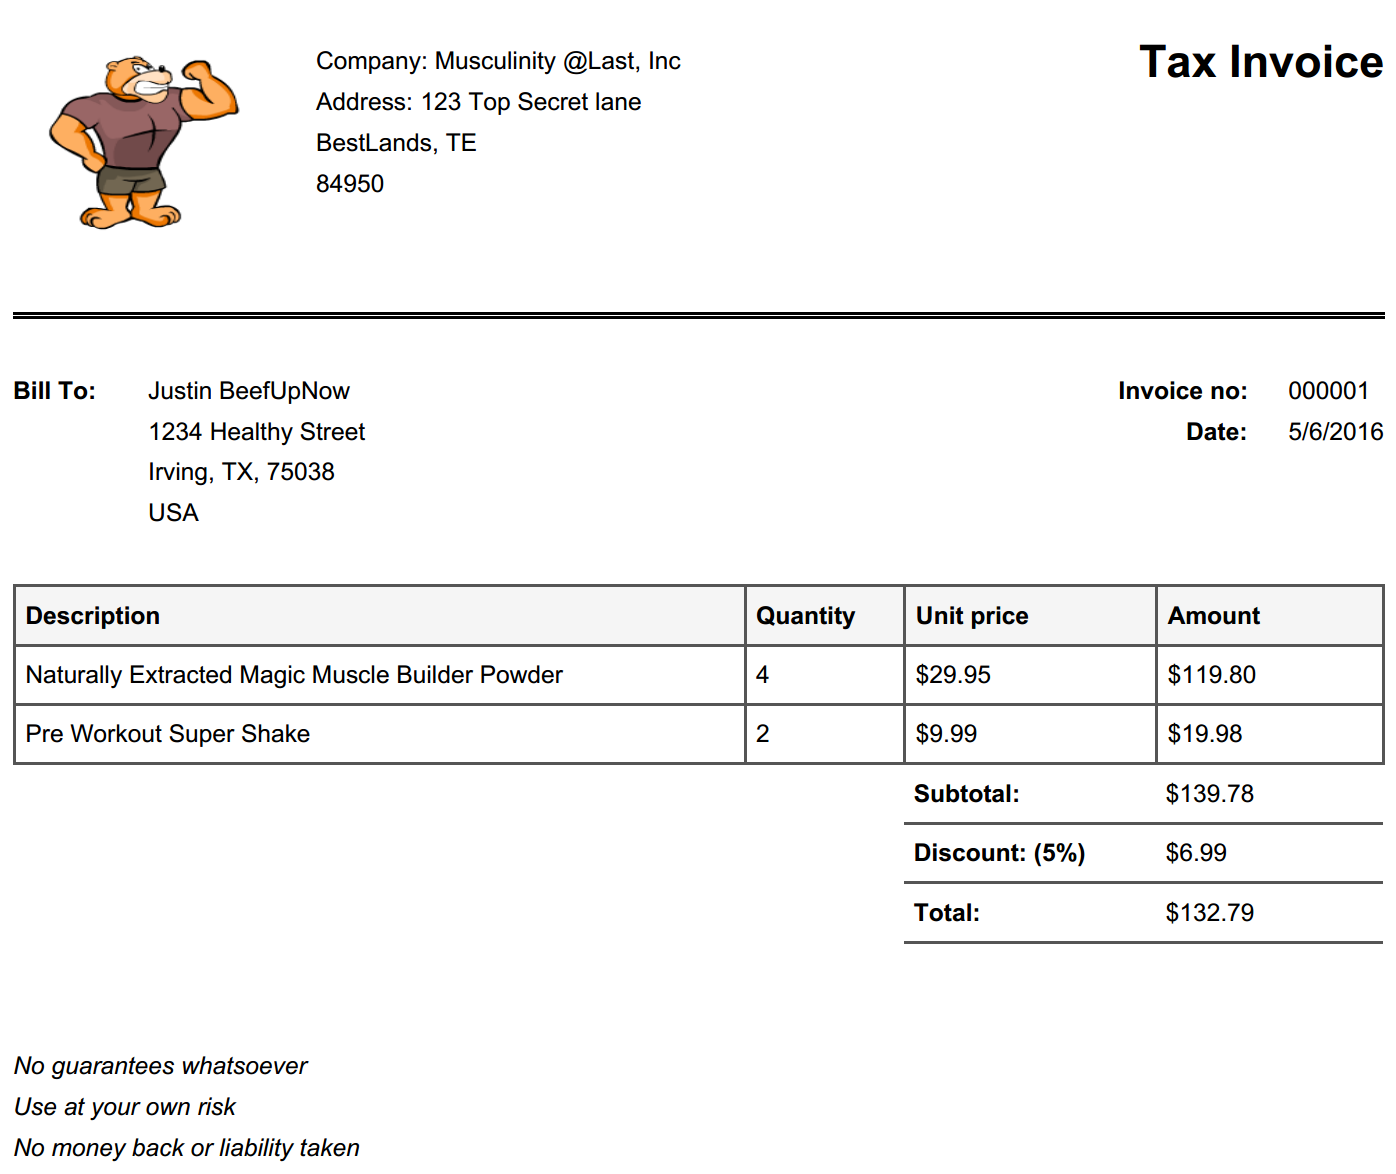 Company: Musculinity @Last, Inc
Address: 123 Top Secret lane
BestLands, TE
84950
Tax Invoice
Bill To: Justin BeefUpNow
1234 Healthy Street
Irving, TX, 75038
USA
Invoice no: 000001
Date: 5/6/2016
Description Quantity Unit price Amount
Naturally Extracted Magic Muscle Builder Powder 4 $29.95 $119.80
Pre Workout Super Shake 2 $9.99 $19.98
Subtotal: $139.78
Discount: (5%) $6.99
Total: $132.79
No guarantees whatsoever
Use at your own risk
No money back or liability taken